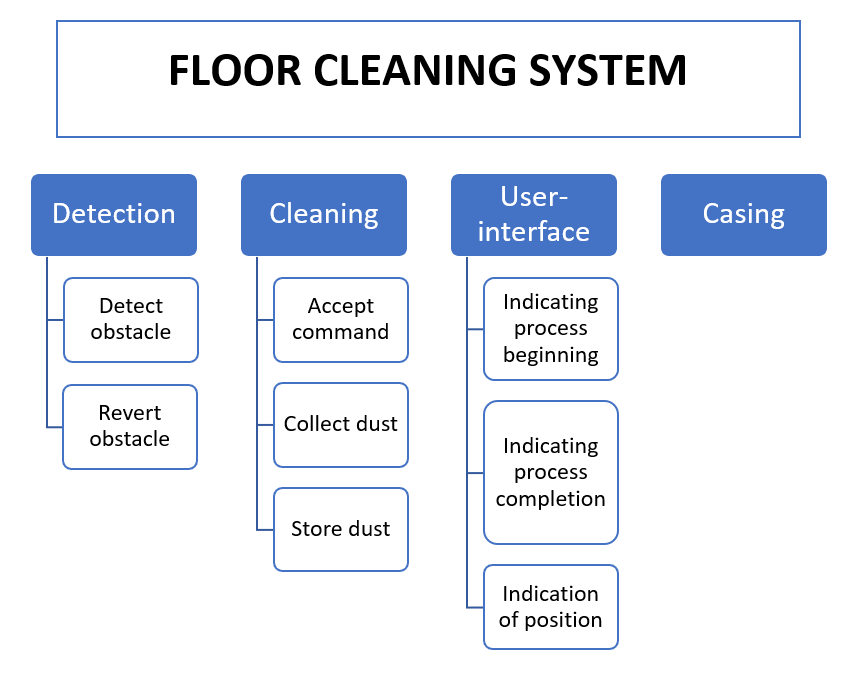 FLOOR CLEANING SYSTEM
Detection
Detect
obstacle
Revert
obstacle
Cleaning
Accept
command
Collect dust
Store dust
User-
interface
Indicating
process
beginning
Indicating
process
completion
Indication
of position
Casing